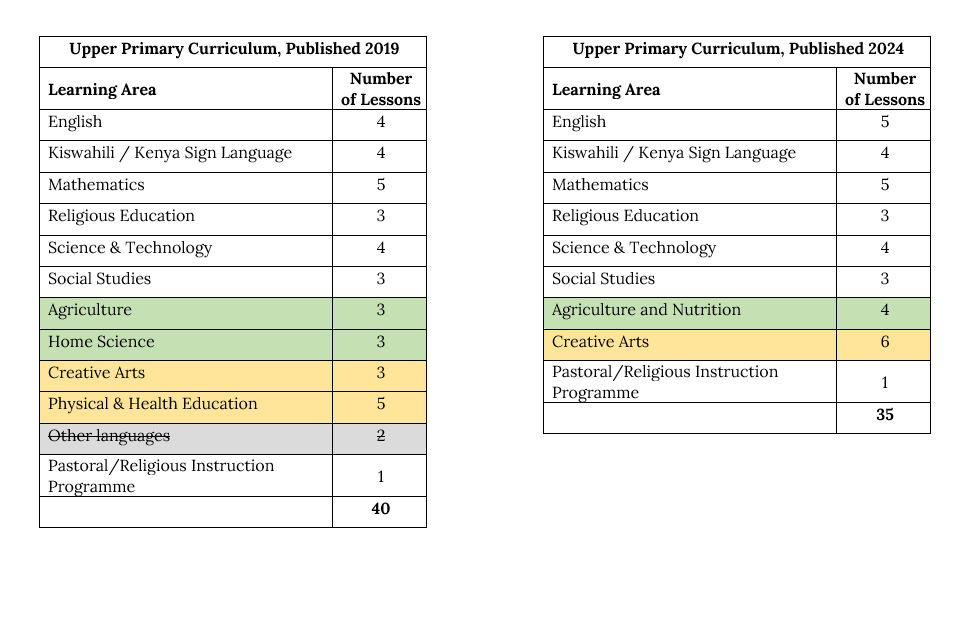 Upper Primary Curriculum, Published 2019
Learning Area Number of Lessons
English 4
Kiswahili / Kenya Sign Language 4
Mathematics 5
Religious Education 3
Science & Technology 4
Social Studies 3
Agriculture 3
Home Science 3
Creative Arts 3
Physical & Health Education 5
Other languages 2
Pastoral/Religious Instruction
Programme 1
40
Upper Primary Curriculum, Published 2024
Learning Area Number of Lessons
English 5
Kiswahili / Kenya Sign Language 4
Mathematics 5
Religious Education 3
Science & Technology 4
Social Studies 3
Agriculture and Nutrition 4
Creative Arts 6
Pastoral/Religious Instruction
Programme 1
35